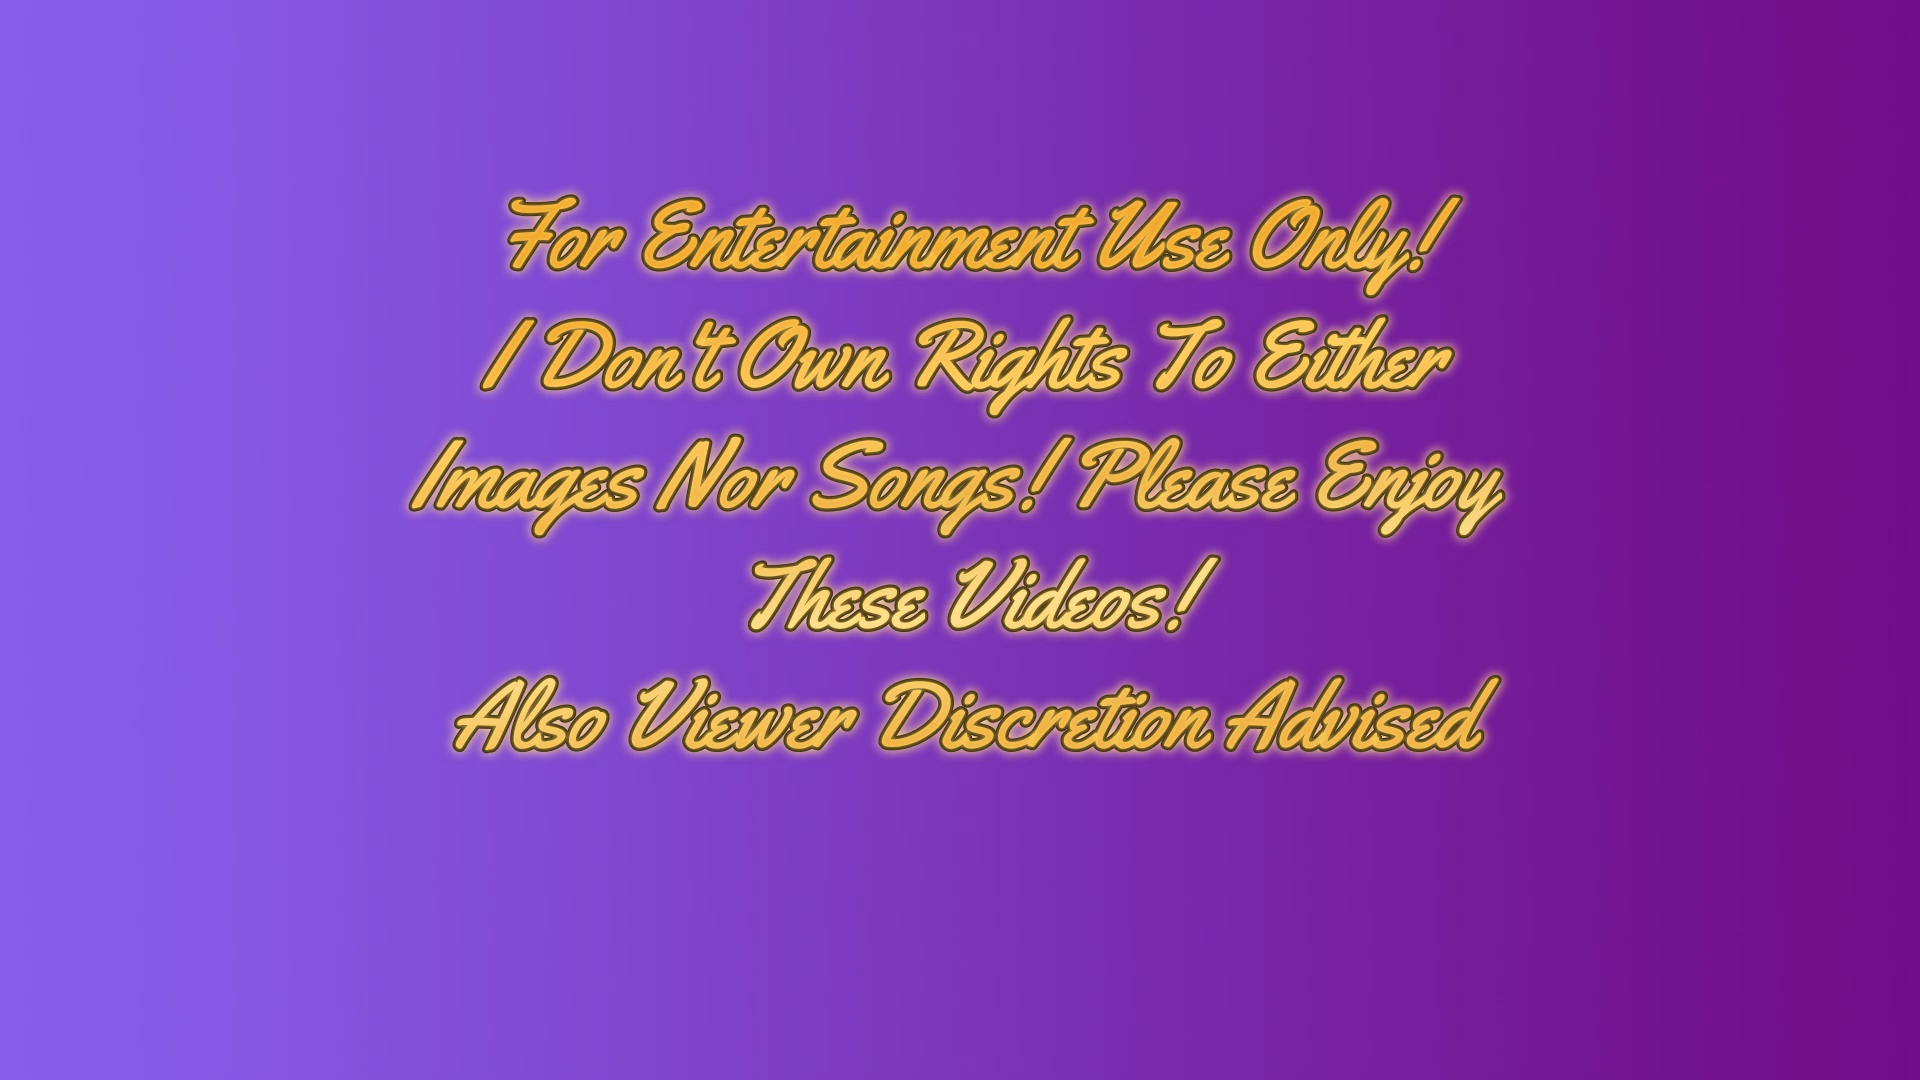 For Entertainment Use Only!
I Don't Own Rights To Either
Images Nor Songs! Please Enjoy
These Videos!
Also Viewer Discretion Advised